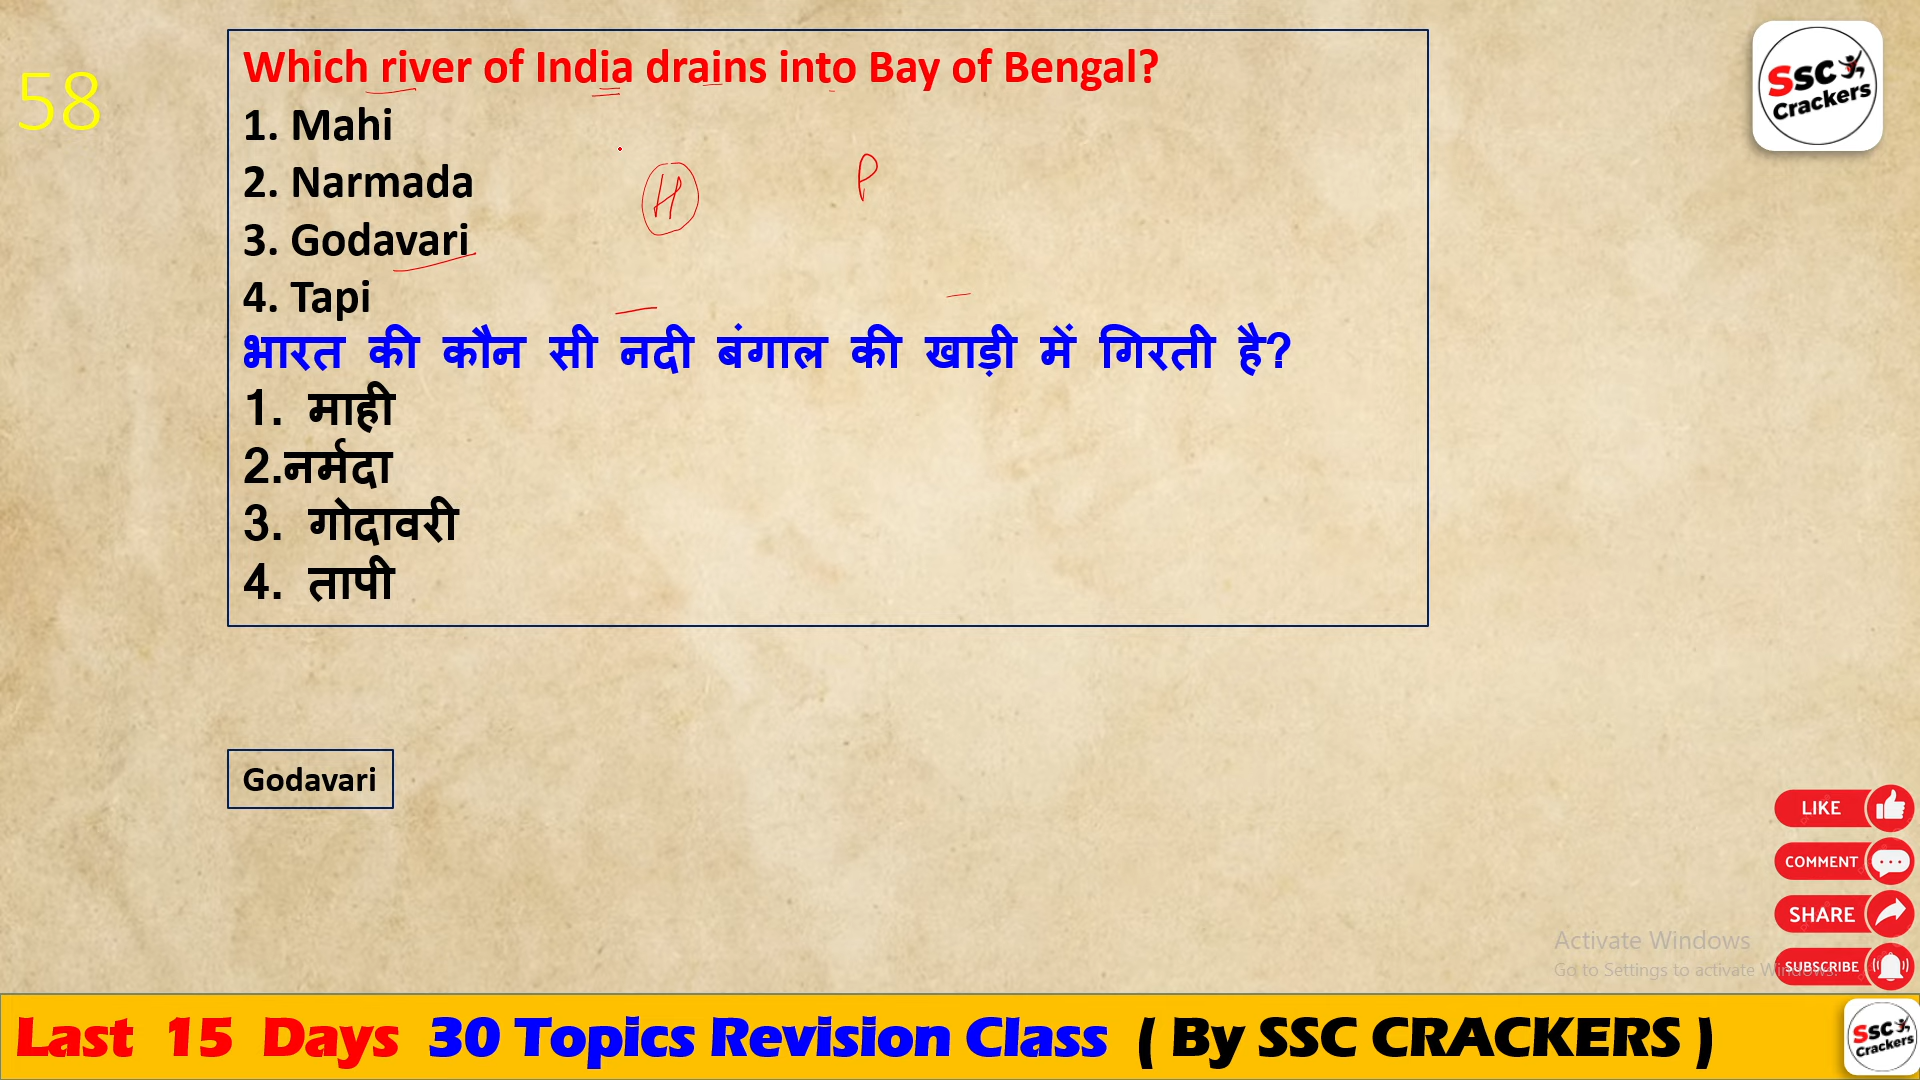 58
Which river of India drains into Bay of Bengal?
1. Mahi
2. Narmada
3. Godavari
4. Tapi
H
P
भारत की कौन सी नदी बंगाल की खाड़ी में गिरती है?
1. माही
2.नर्मदा
3. गोदावरी
4. तापी
Godavari
SSC
Crackers
LIKE
COMMENT
SHARE
SUBSCRIBE
Activate Windows
Go to Settings to activate Windows.
Last 15 Days 30 Topics Revision Class ( By SSC CRACKERS )
SSC
Crackers